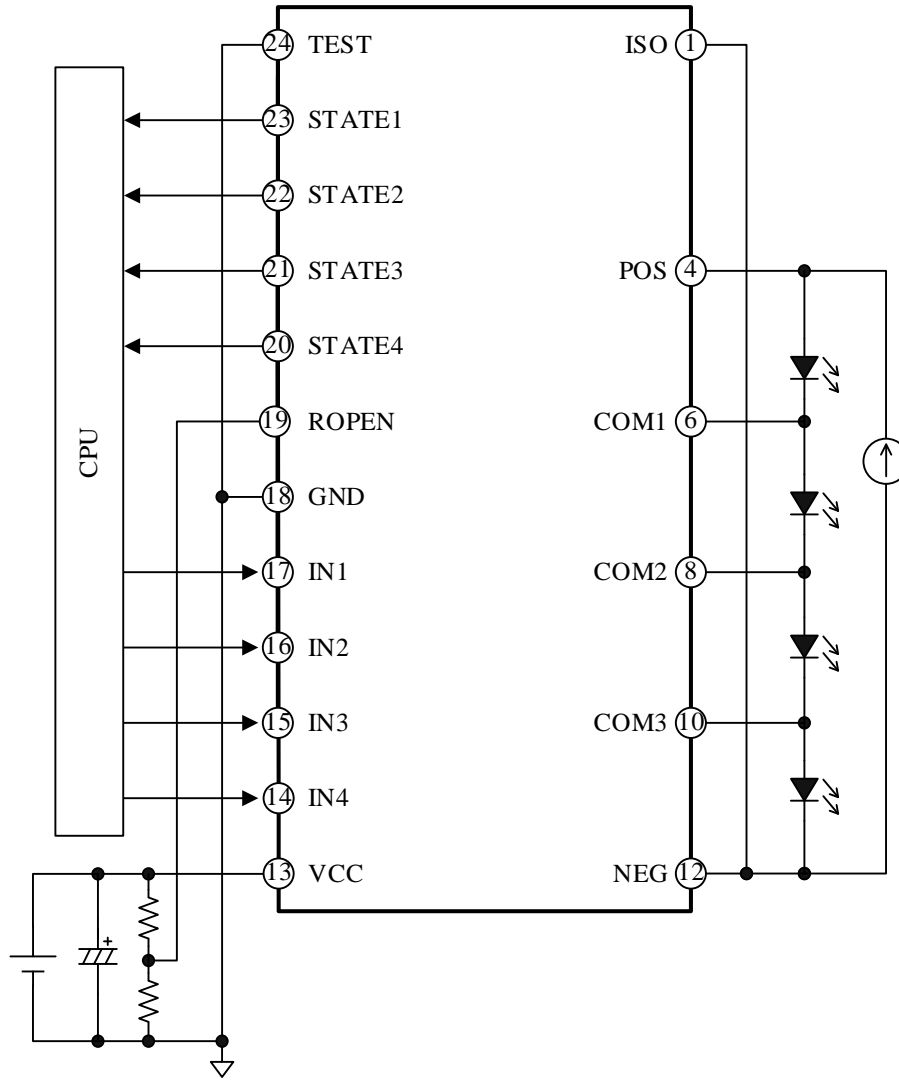 24 TEST ISO 1
23 STATE1
22 STATE2
21 STATE3 POS 4
20 STATE4
19 ROPEN COM1 6
CPU
18 GND
17 IN1 COM2 8
16 IN2
15 IN3 COM3 10
14 IN4
13 VCC NEG 12
+